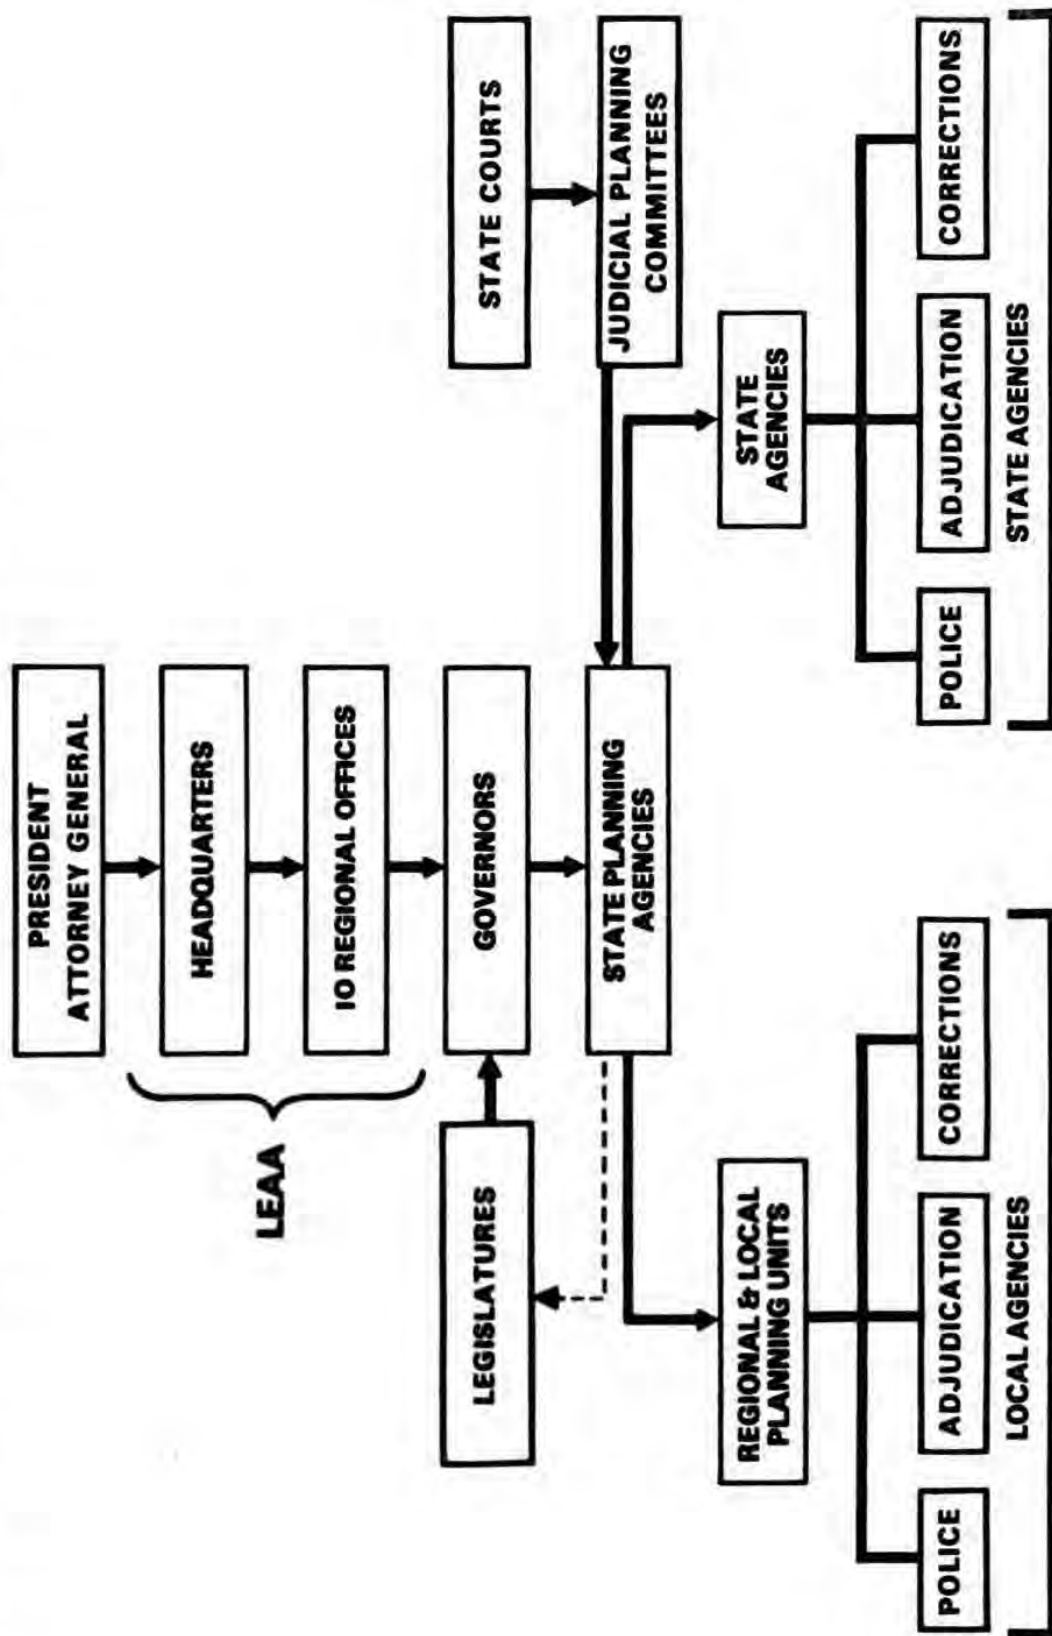 PRESIDENT
ATTORNEY GENERAL
HEADQUARTERS
LEAA
10 REGIONAL OFFICES
LEGISLATURES
GOVERNORS
STATE COURTS
STATE PLANNING
AGENCIES
JUDICIAL PLANNING
COMMITTEES
REGIONAL & LOCAL
PLANNING UNITS
STATE
AGENCIES
POLICE
ADJUDICATION
CORRECTIONS
LOCAL AGENCIES
POLICE
ADJUDICATION
CORRECTIONS
STATE AGENCIES